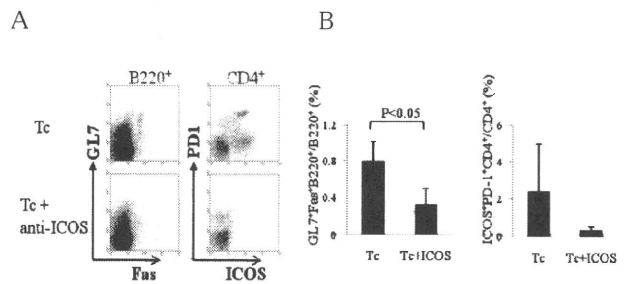 A
B220⁺
CD4⁺
Tc
GL7
PD1
Tc +
anti-ICOS
Fas
ICOS
B
GL7⁺Fas⁺B220⁺/B220⁺ (%)
1.2
0.8
0.4
0
P<0.05
Tc
Tc+ICOS
ICOS⁺PD-1⁺CD4⁺/CD4⁺ (%)
6
4
2
0
Tc
Tc+ICOS